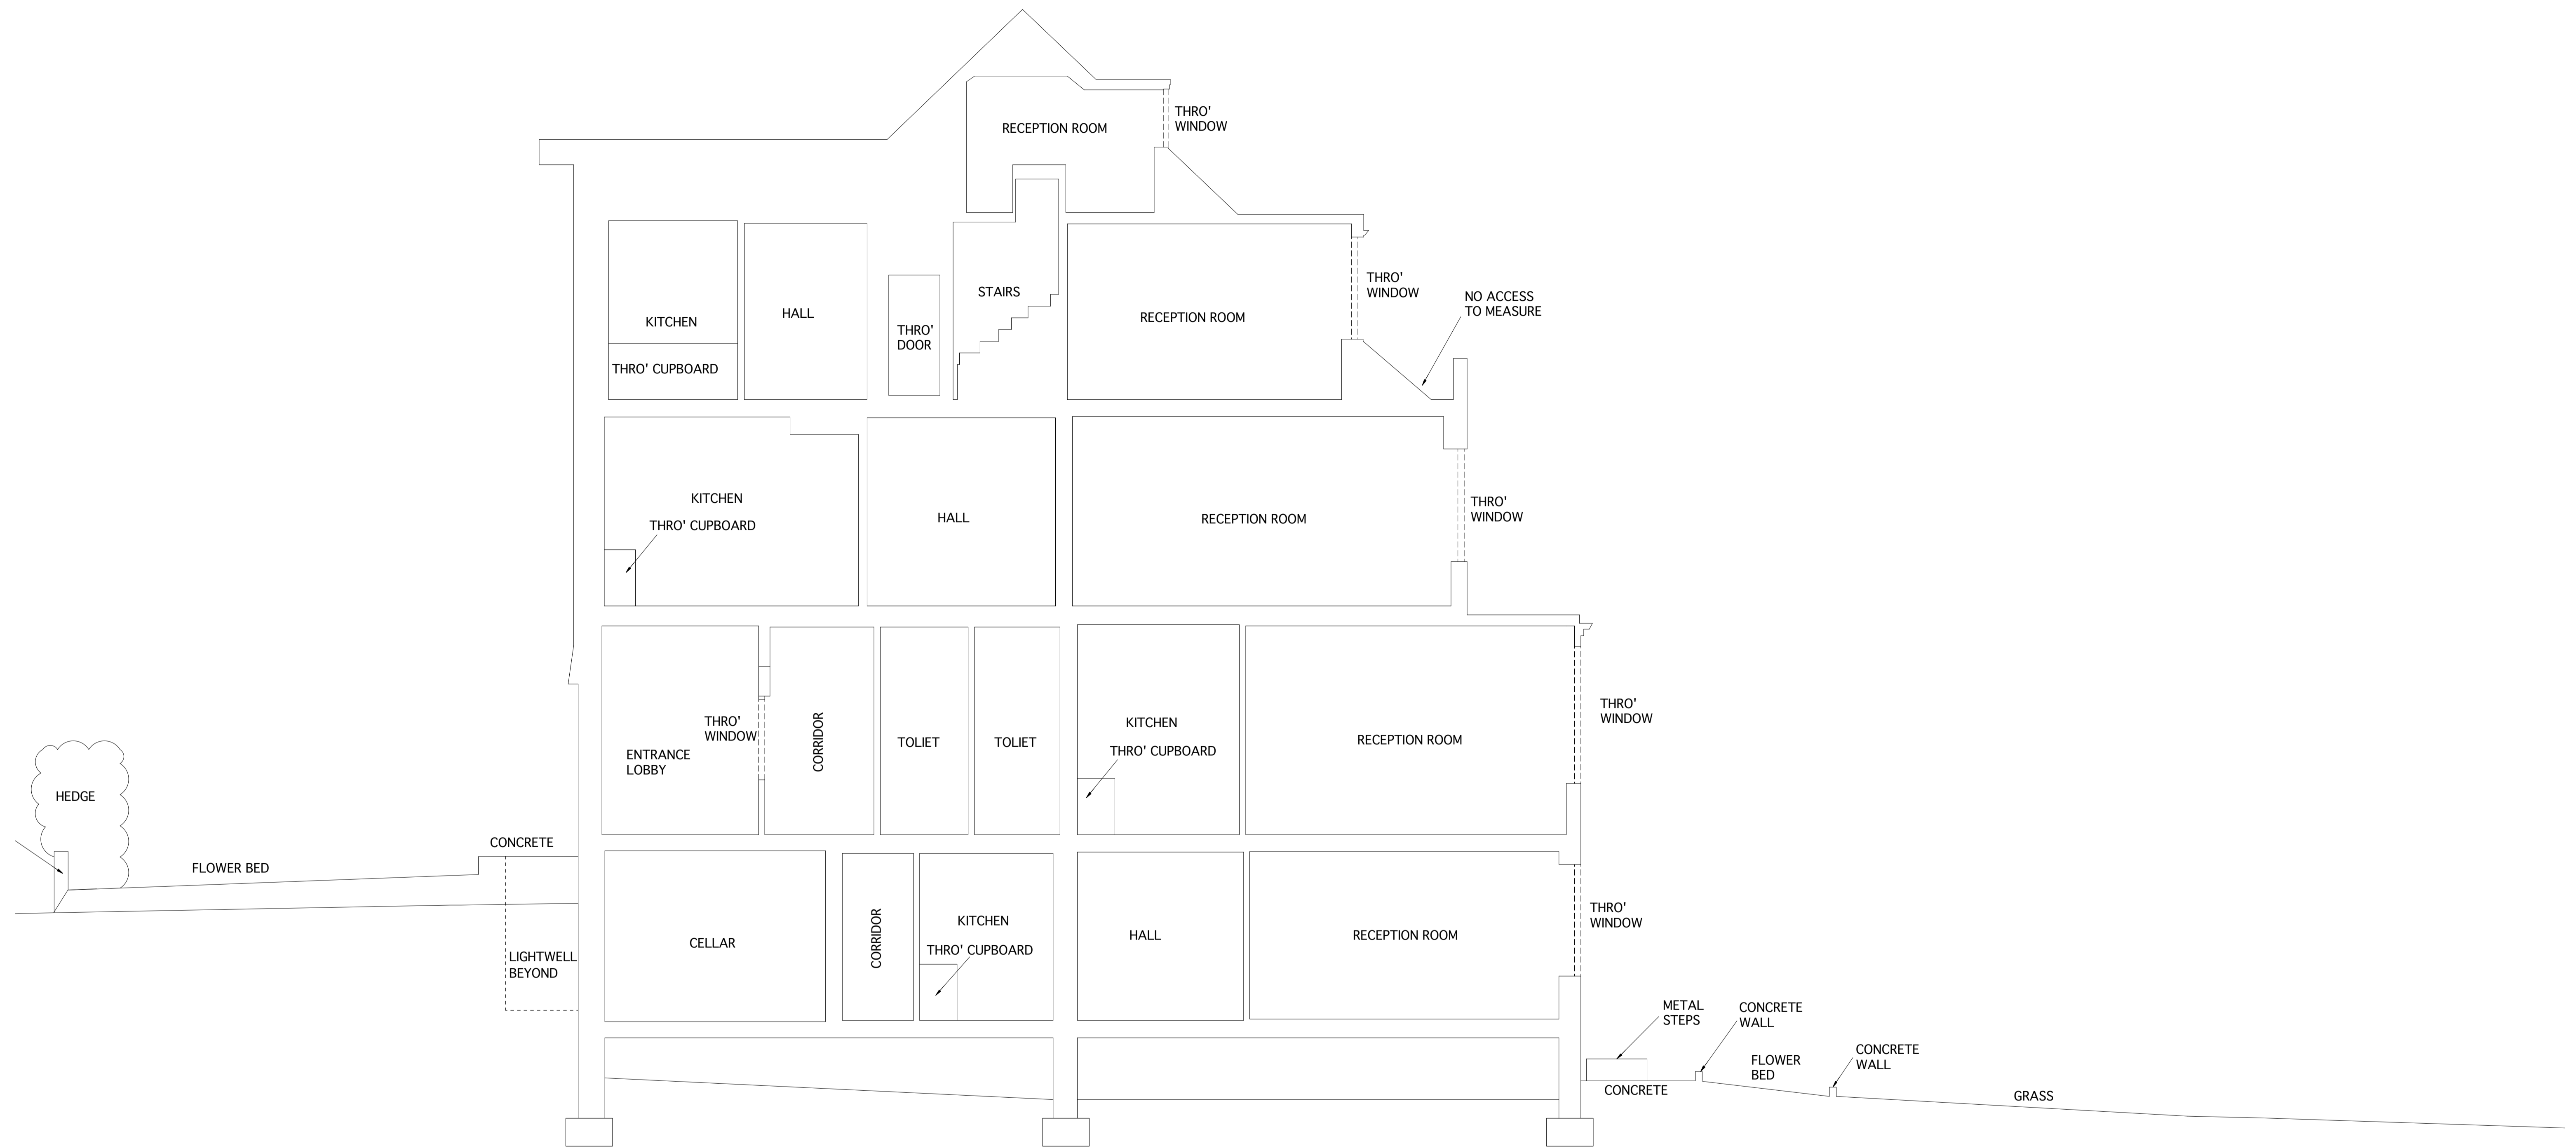 THRO'
WINDOW
RECEPTION ROOM
THRO'
WINDOW
STAIRS
NO ACCESS
TO MEASURE
HALL
RECEPTION ROOM
KITCHEN
THRO'
DOOR
THRO' CUPBOARD
KITCHEN
THRO'
WINDOW
HALL
RECEPTION ROOM
THRO' CUPBOARD
THRO'
WINDOW
THRO'
WINDOW
KITCHEN
CORRIDOR
TOLIET
TOLIET
RECEPTION ROOM
ENTRANCE
LOBBY
THRO' CUPBOARD
HEDGE
CONCRETE
FLOWER BED
THRO'
WINDOW
KITCHEN
CORRIDOR
HALL
RECEPTION ROOM
CELLAR
THRO' CUPBOARD
LIGHTWELL
BEYOND
METAL
STEPS
CONCRETE
WALL
CONCRETE
WALL
FLOWER
BED
CONCRETE
GRASS